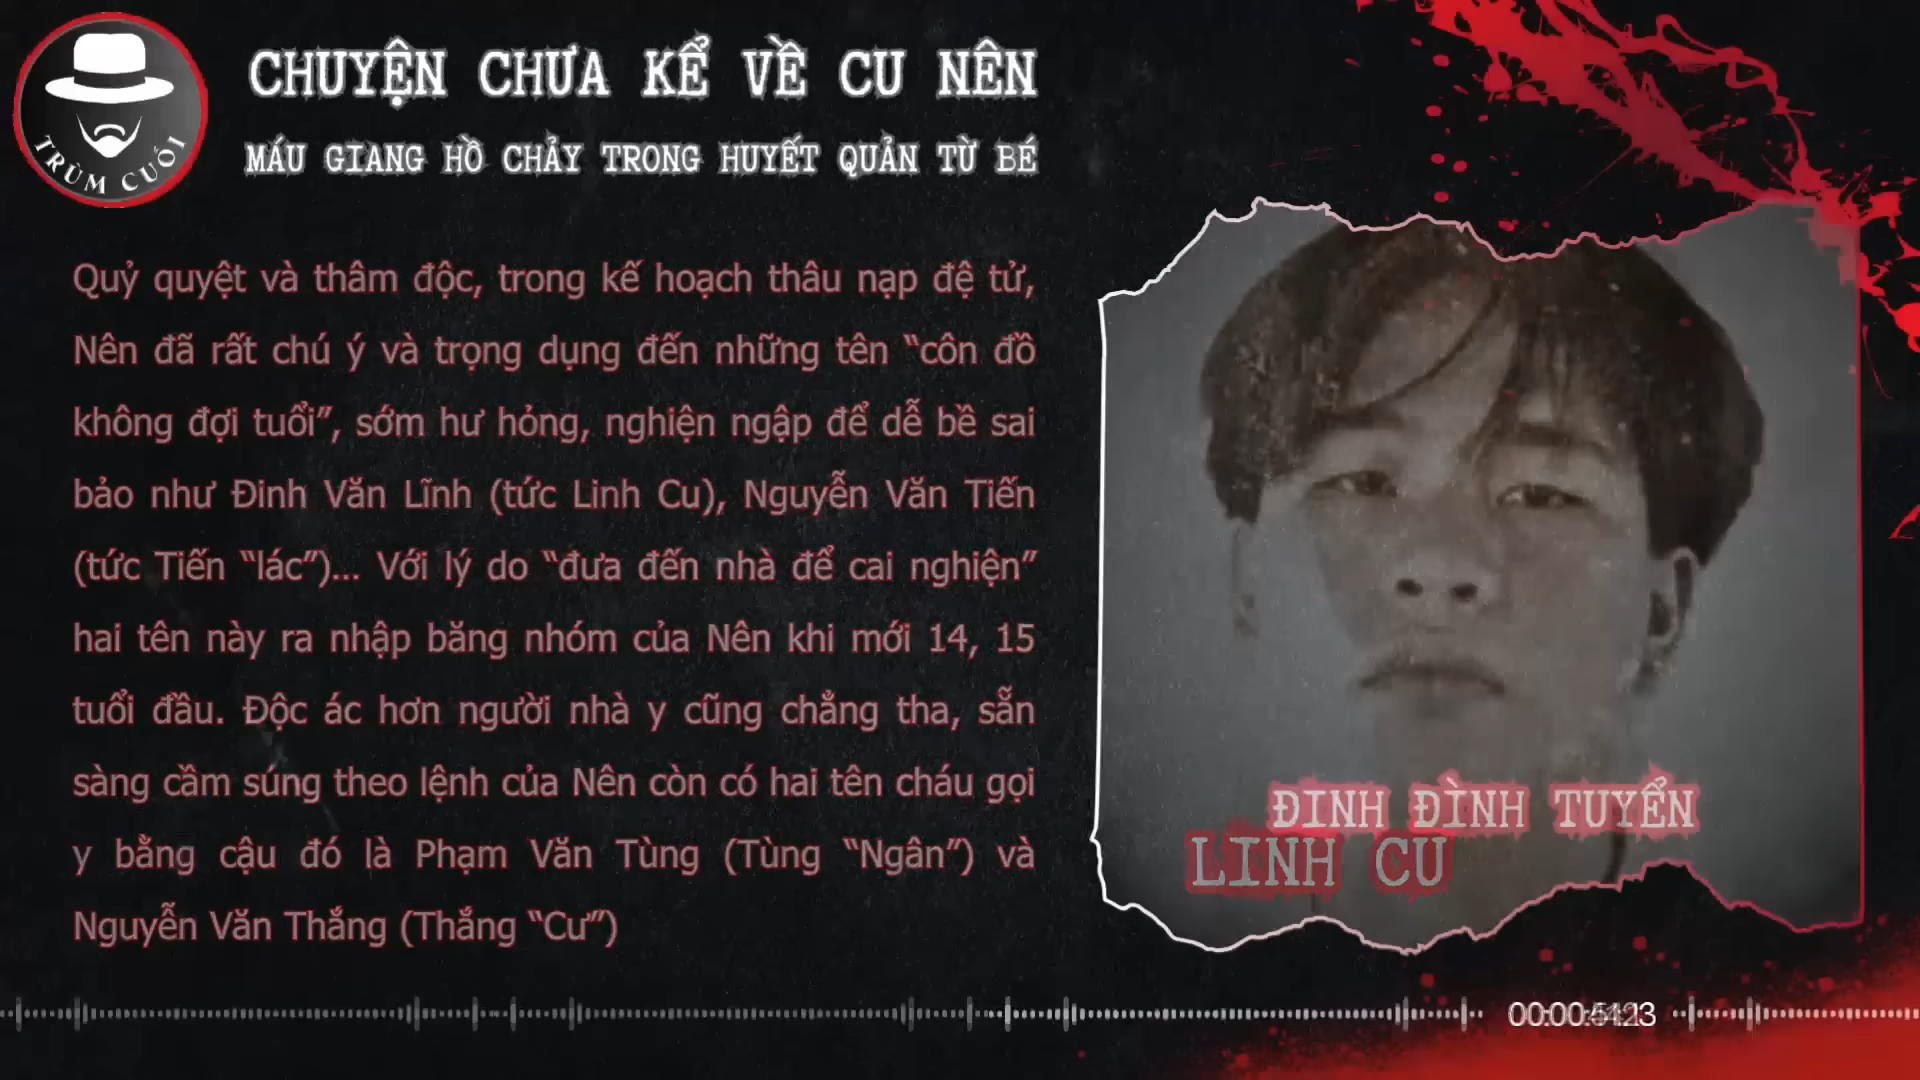 TRÙM CUỐI
CHUYỆN CHƯA KỂ VỀ CU NÊN
MÁU GIANG HỒ CHẢY TRONG HUYẾT QUẢN TỪ BÉ
Quỷ quyệt và thâm độc, trong kế hoạch thâu nạp đệ tử,
Nên đã rất chú ý và trọng dụng đến những tên “côn đồ
không đợi tuổi”, sớm hư hỏng, nghiện ngập để dễ bề sai
bảo như Đinh Văn Lĩnh (tức Linh Cu), Nguyễn Văn Tiến
(tức Tiến “lác”)... Với lý do “đưa đến nhà để cai nghiện”
hai tên này ra nhập băng nhóm của Nên khi mới 14, 15
tuổi đầu. Độc ác hơn người nhà y cũng chẳng tha, sẵn
sàng cầm súng theo lệnh của Nên còn có hai tên cháu gọi
y bằng cậu đó là Phạm Văn Tùng (Tùng “Ngân”) và
Nguyễn Văn Thắng (Thắng “Cư”)
ĐINH ĐÌNH TUYỂN
LINH CU